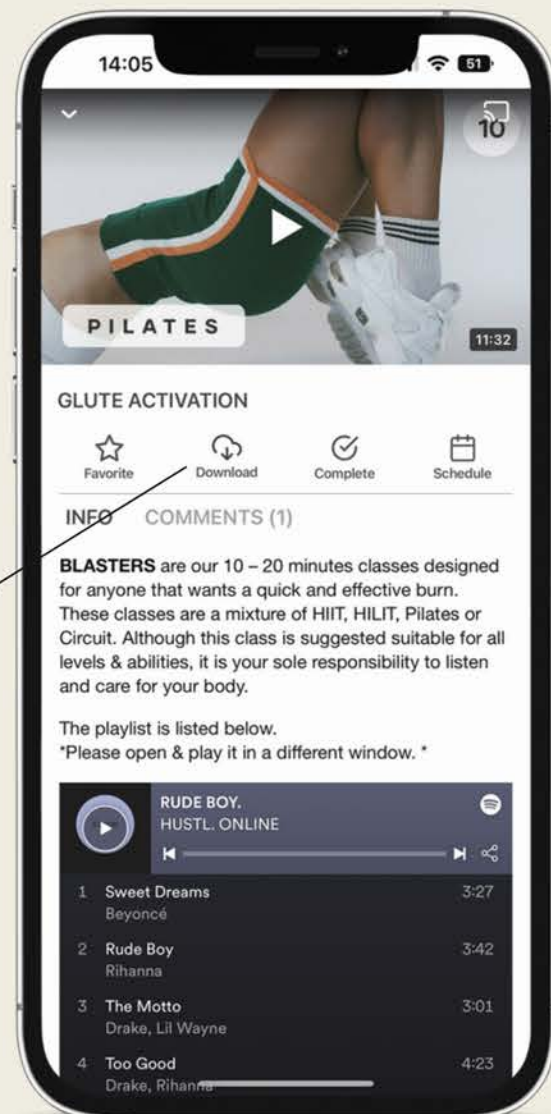 14:05
51
10
PILATES
11:32
GLUTE ACTIVATION
Favorite
Download
Complete
Schedule
INFO
COMMENTS (1)
BLASTERS are our 10 – 20 minutes classes designed
for anyone that wants a quick and effective burn.
These classes are a mixture of HIIT, HILIT, Pilates or
Circuit. Although this class is suggested suitable for all
levels & abilities, it is your sole responsibility to listen
and care for your body.
The playlist is listed below.
*Please open & play it in a different window. *
RUDE BOY.
HUSTL. ONLINE
1 Sweet Dreams 3:27
Beyoncé
2 Rude Boy 3:42
Rihanna
3 The Motto 3:01
Drake, Lil Wayne
4 Too Good 4:23
Drake, Rihanna